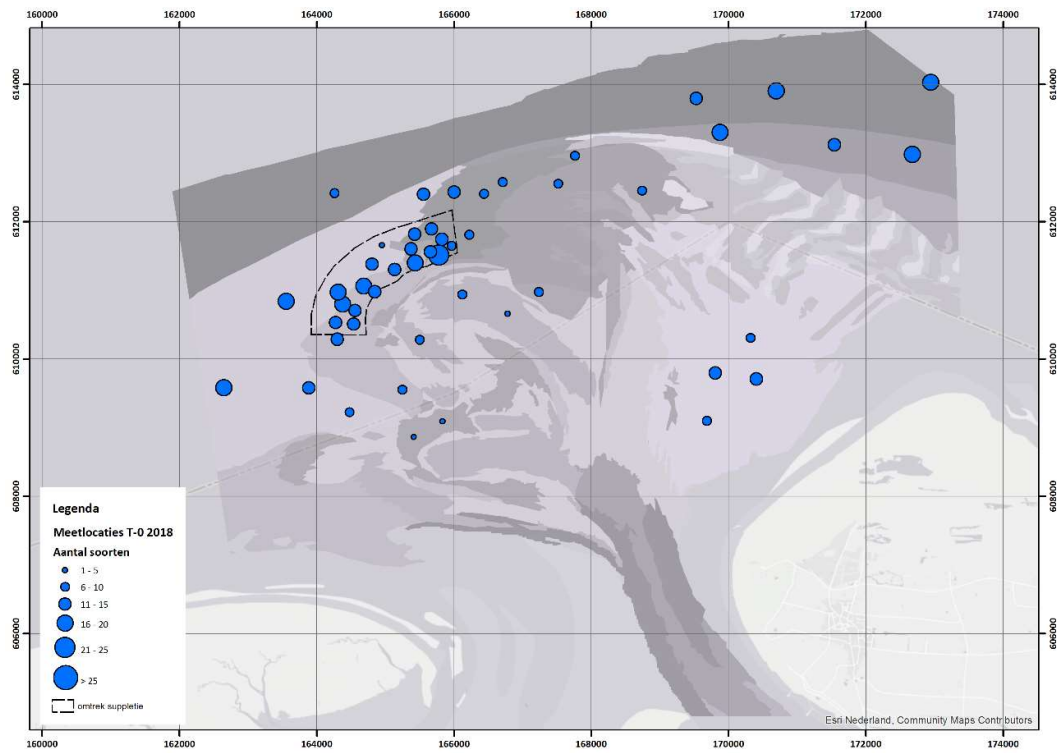 160000 162000 164000 166000 168000 170000 172000 174000
614000 614000
612000 612000
610000 610000
608000 608000
606000 606000
Legenda
Meetlocaties T-0 2018
Aantal soorten
1 - 5
6 - 10
11 - 15
16 - 20
21 - 25
> 25
omtrek suppletie
Esri Nederland, Community Maps Contributors
160000 162000 164000 166000 168000 170000 172000 174000